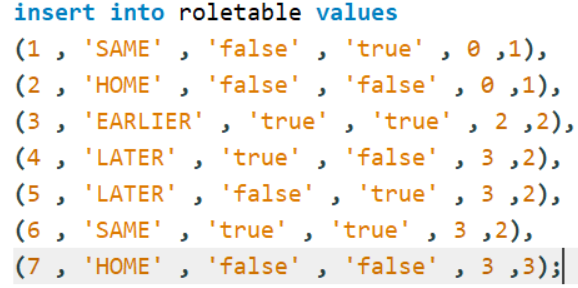 insert into roletable values
(1 , 'SAME' , 'false' , 'true' , 0 ,1),
(2 , 'HOME' , 'false' , 'false' , 0 ,1),
(3 , 'EARLIER' , 'true' , 'true' , 2 ,2),
(4 , 'LATER' , 'true' , 'false' , 3 ,2),
(5 , 'LATER' , 'false' , 'true' , 3 ,2),
(6 , 'SAME' , 'true' , 'true' , 3 ,2),
(7 , 'HOME' , 'false' , 'false' , 3 ,3);